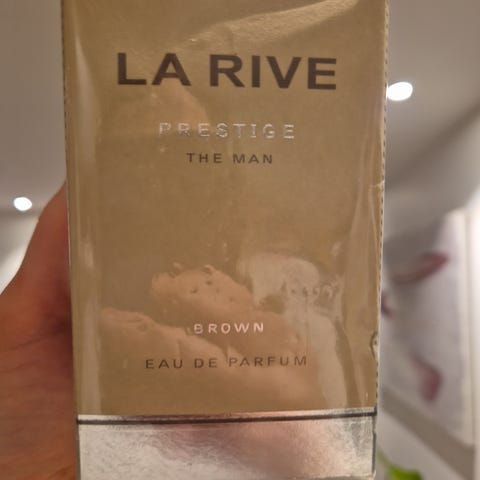 LA RIVE
PRESTIGE
THE MAN
BROWN
EAU DE PARFUM